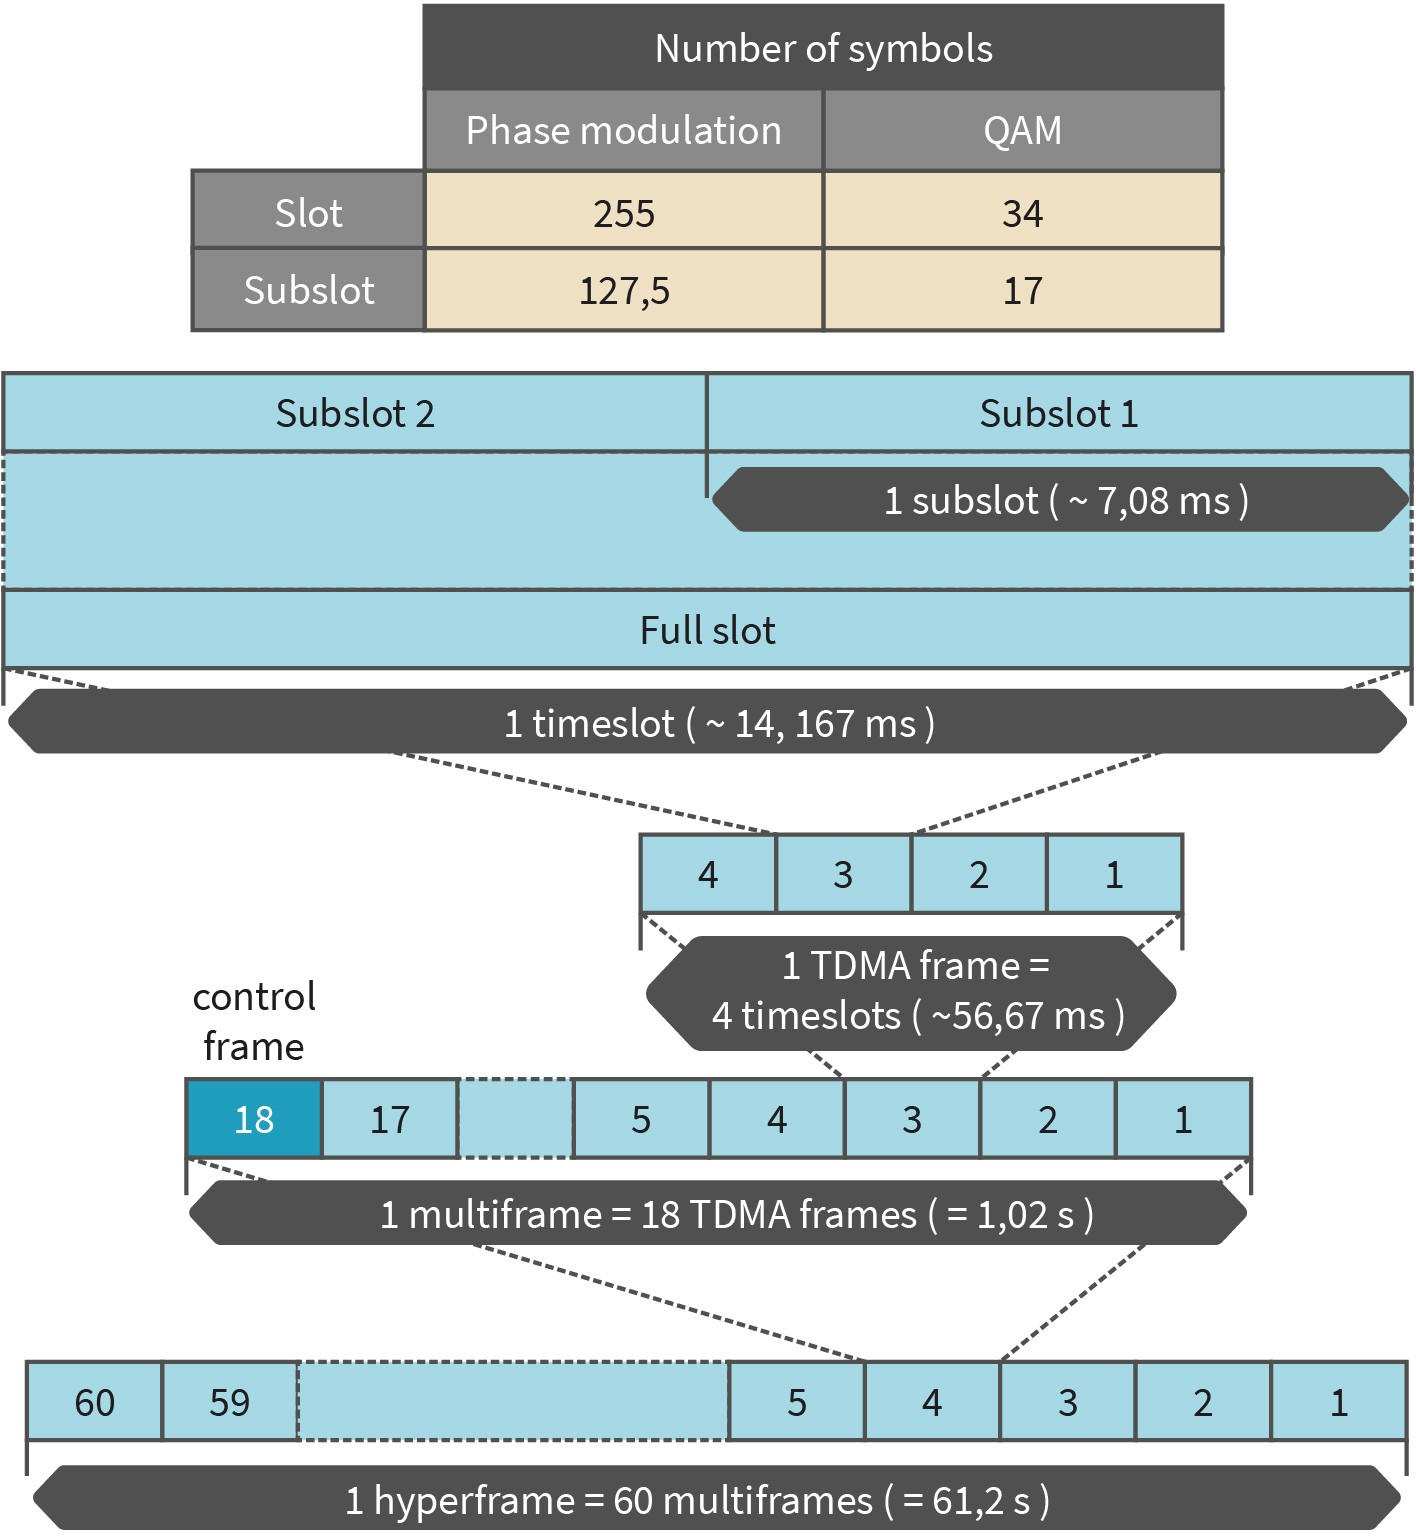 Number of symbols
Phase modulation QAM
Slot 255 34
Subslot 127,5 17
Subslot 2 Subslot 1
1 subslot ( ~ 7,08 ms )
Full slot
1 timeslot ( ~ 14, 167 ms )
4 3 2 1
1 TDMA frame =
4 timeslots ( ~56,67 ms )
control
frame
18 17 5 4 3 2 1
1 multiframe = 18 TDMA frames ( = 1,02 s )
60 59 5 4 3 2 1
1 hyperframe = 60 multiframes ( = 61,2 s )